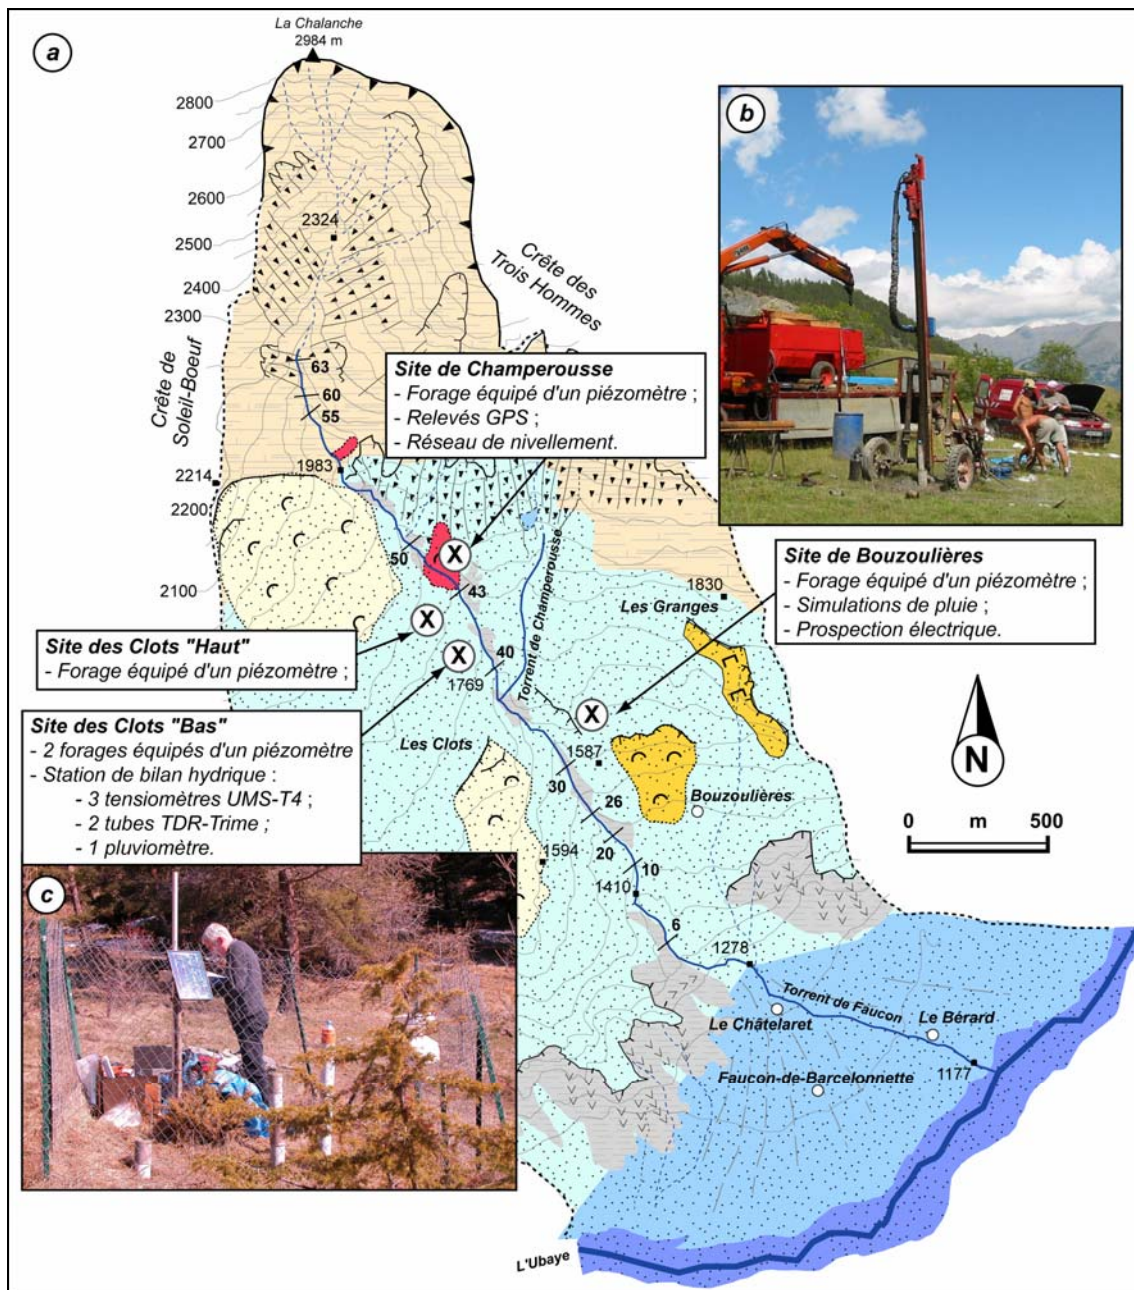 La Chalanche
2984 m
a
2800
2700
2600
2324
2500
2400
2300
Crête des
Trois Hommes
Crête de
Soleil-Boeuf
63
60
55
1983
2214
2200
2100
50
43
40
1769
Torrent de Champerousse
1830
Les Granges
Les Clots
1587
30
26
Bouzoulières
20
10
1594
1410
6
1278
Torrent de Faucon
Le Châtelaret
Le Bérard
1177
Faucon-de-Barcelonnette
L'Ubaye
X
X
X
X
Site de Champerousse
- Forage équipé d'un piézomètre ;
- Relevés GPS ;
- Réseau de nivellement.
b
Site de Bouzoulières
- Forage équipé d'un piézomètre ;
- Simulations de pluie ;
- Prospection électrique.
Site des Clots "Haut"
- Forage équipé d'un piézomètre ;
Site des Clots "Bas"
- 2 forages équipés d'un piézomètre
- Station de bilan hydrique :
- 3 tensiomètres UMS-T4 ;
- 2 tubes TDR-Trime ;
- 1 pluviomètre.
N
0 m 500
c